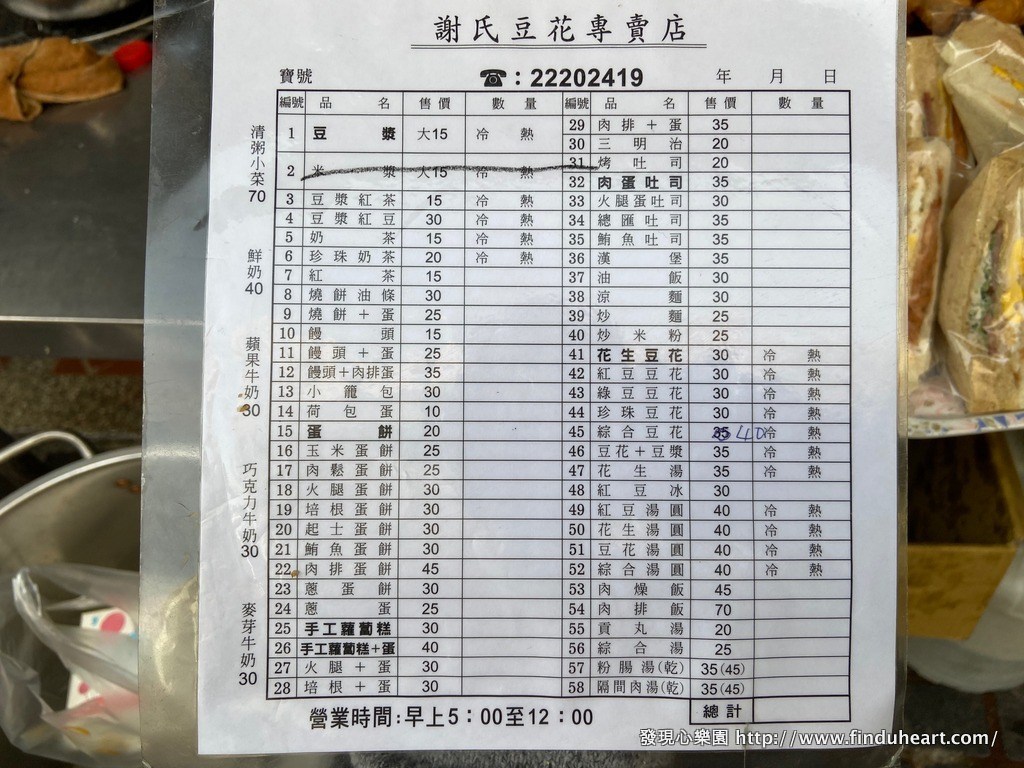 謝氏豆花專賣店
寶號 ☎：22202419 年 月 日
編號 品名 售價 數量 編號 品名 售價 數量
1 豆漿 大15 冷 熱
2 米漿 大15 冷 熱
3 豆漿紅茶 15 冷 熱
4 豆漿紅豆 30 冷 熱
5 奶茶 15 冷 熱
6 珍珠奶茶 20 冷 熱
7 紅茶 15
8 燒餅油條 30
9 燒餅＋蛋 25
10 饅頭 15
11 饅頭＋蛋 25
12 饅頭＋肉排蛋 35
13 小籠包 30
14 荷包蛋 10
15 蛋餅 20
16 玉米蛋餅 25
17 肉鬆蛋餅 25
18 火腿蛋餅 30
19 培根蛋餅 30
20 起士蛋餅 30
21 鮪魚蛋餅 30
22 肉排蛋餅 45
23 蔥蛋餅 30
24 蔥蛋 25
25 手工蘿蔔糕 30
26 手工蘿蔔糕+蛋 40
27 火腿＋蛋 30
28 培根＋蛋 30
29 肉排＋蛋 35
30 三明治 20
31 烤吐司 20
32 肉蛋吐司 35
33 火腿蛋吐司 30
34 總匯吐司 35
35 鮪魚吐司 35
36 漢堡 35
37 油飯 30
38 涼麵 30
39 炒麵 25
40 炒米粉 25
41 花生豆花 30 冷 熱
42 紅豆豆花 30 冷 熱
43 綠豆豆花 30 冷 熱
44 珍珠豆花 30 冷 熱
45 綜合豆花 35 40 冷 熱
46 豆花＋豆漿 35 冷 熱
47 花生湯 35 冷 熱
48 紅豆冰 30
49 紅豆湯圓 40 冷 熱
50 花生湯圓 40 冷 熱
51 豆花湯圓 40 冷 熱
52 綜合湯圓 40 冷 熱
53 肉燥飯 45
54 肉排飯 70
55 貢丸湯 20
56 綜合湯 25
57 粉腸湯(乾) 35(45)
58 隔間肉湯(乾) 35(45)
總計
清粥小菜70
鮮奶40
蘋果牛奶30
巧克力牛奶30
麥芽牛奶30
營業時間:早上5：00至12：00
發現心樂園 http://www.finduheart.com/